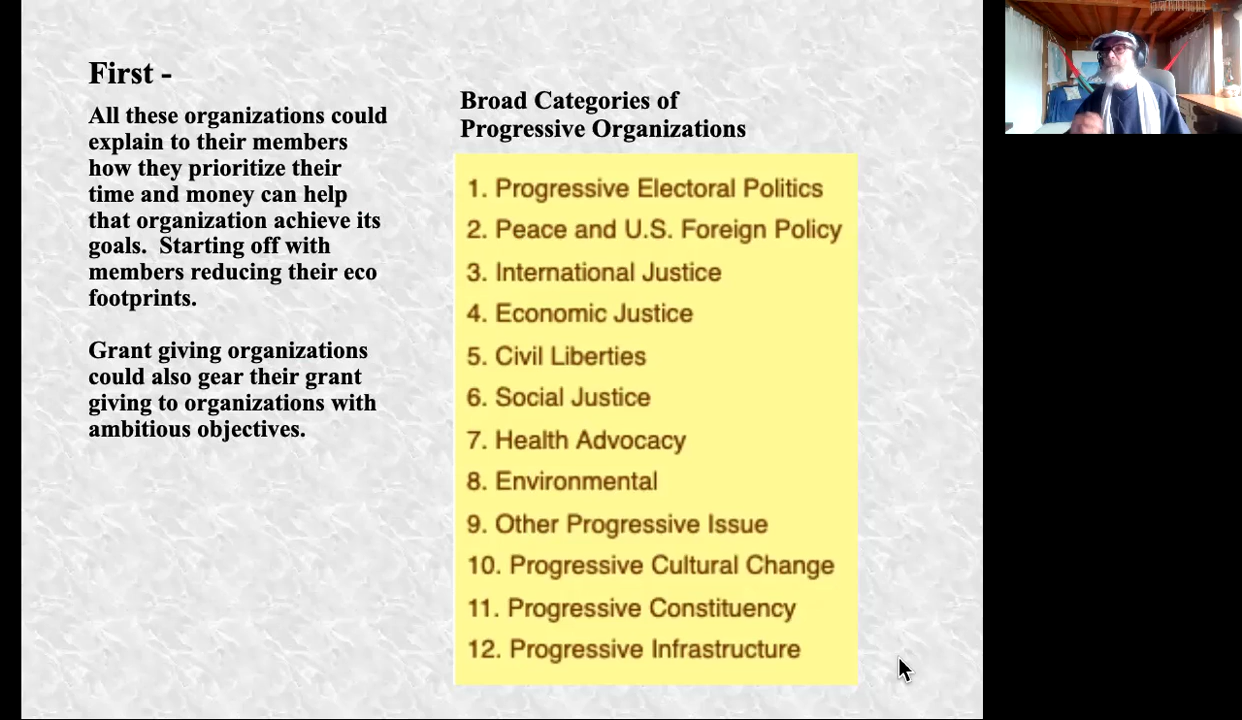 First -
All these organizations could
explain to their members
how they prioritize their
time and money can help
that organization achieve its
goals.  Starting off with
members reducing their eco
footprints.
Grant giving organizations
could also gear their grant
giving to organizations with
ambitious objectives.
Broad Categories of
Progressive Organizations
1. Progressive Electoral Politics
2. Peace and U.S. Foreign Policy
3. International Justice
4. Economic Justice
5. Civil Liberties
6. Social Justice
7. Health Advocacy
8. Environmental
9. Other Progressive Issue
10. Progressive Cultural Change
11. Progressive Constituency
12. Progressive Infrastructure